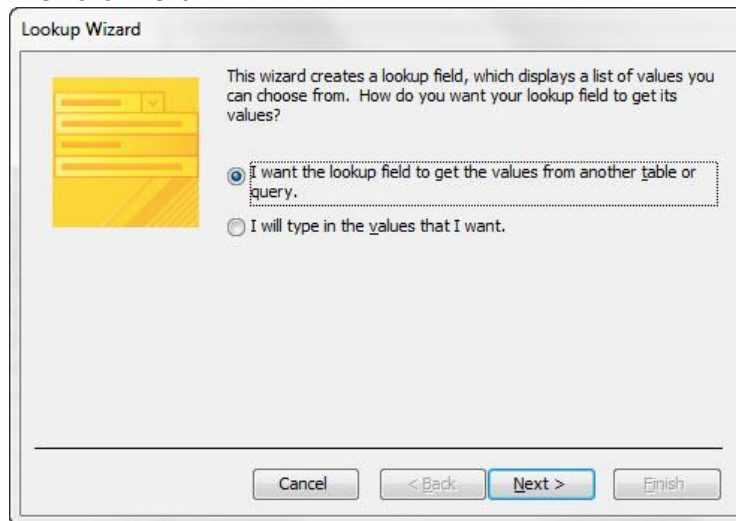 Lookup Wizard
This wizard creates a lookup field, which displays a list of values you
can choose from. How do you want your lookup field to get its
values?
I want the lookup field to get the values from another table or
query.
I will type in the values that I want.
Cancel
< Back
Next >
Finish